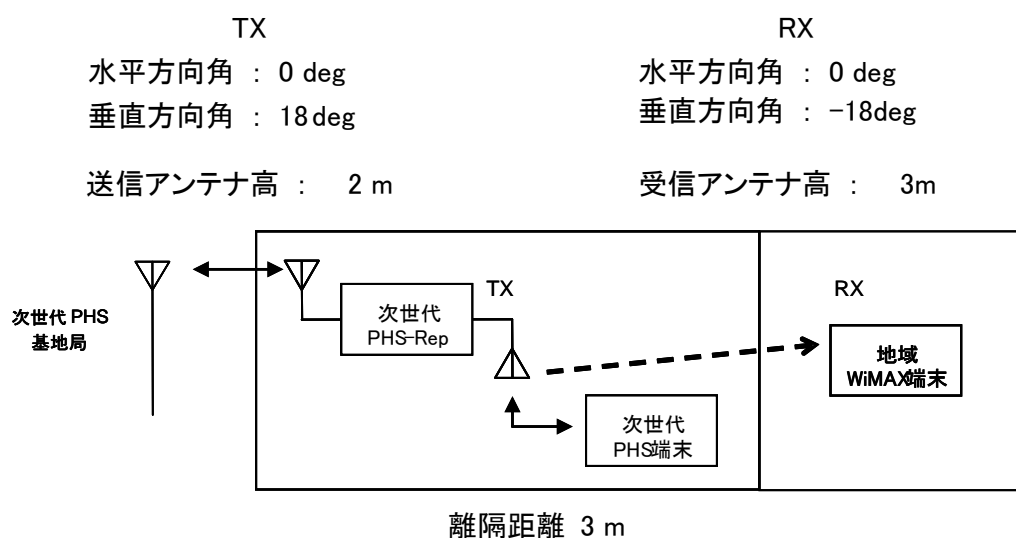 TX
水平方向角 : 0 deg
垂直方向角 : 18deg
送信アンテナ高 : 2 m
RX
水平方向角 : 0 deg
垂直方向角 : -18deg
受信アンテナ高 : 3m
次世代 PHS
基地局
次世代
PHS-Rep
TX
次世代
PHS端末
RX
地域
WiMAX端末
離隔距離 3 m